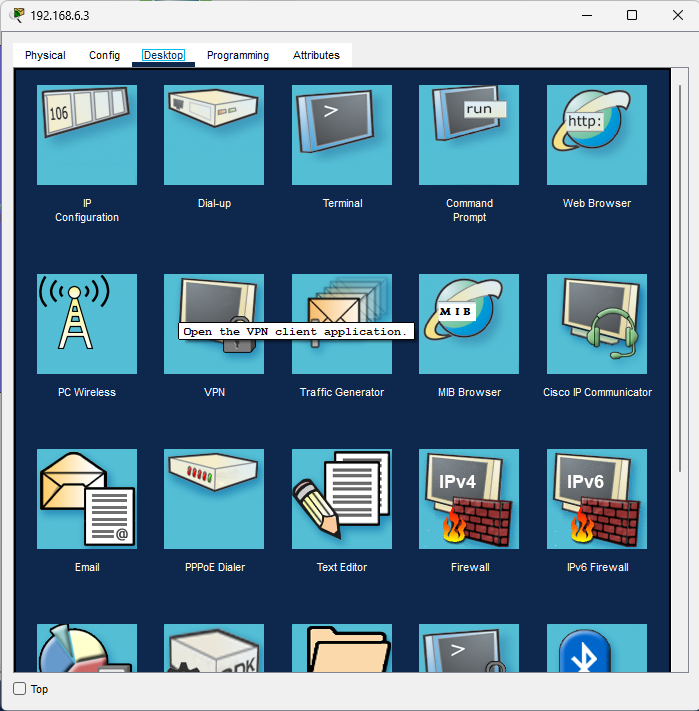 192.168.6.3
Physical Config Desktop Programming Attributes
106
>
run
http:
IP
Configuration
Dial-up
Terminal
Command
Prompt
Web Browser
MIB
Open the VPN client application.
PC Wireless
VPN
Traffic Generator
MIB Browser
Cisco IP Communicator
IPv4
IPv6
@
Email
PPPoE Dialer
Text Editor
Firewall
IPv6 Firewall
>
Top